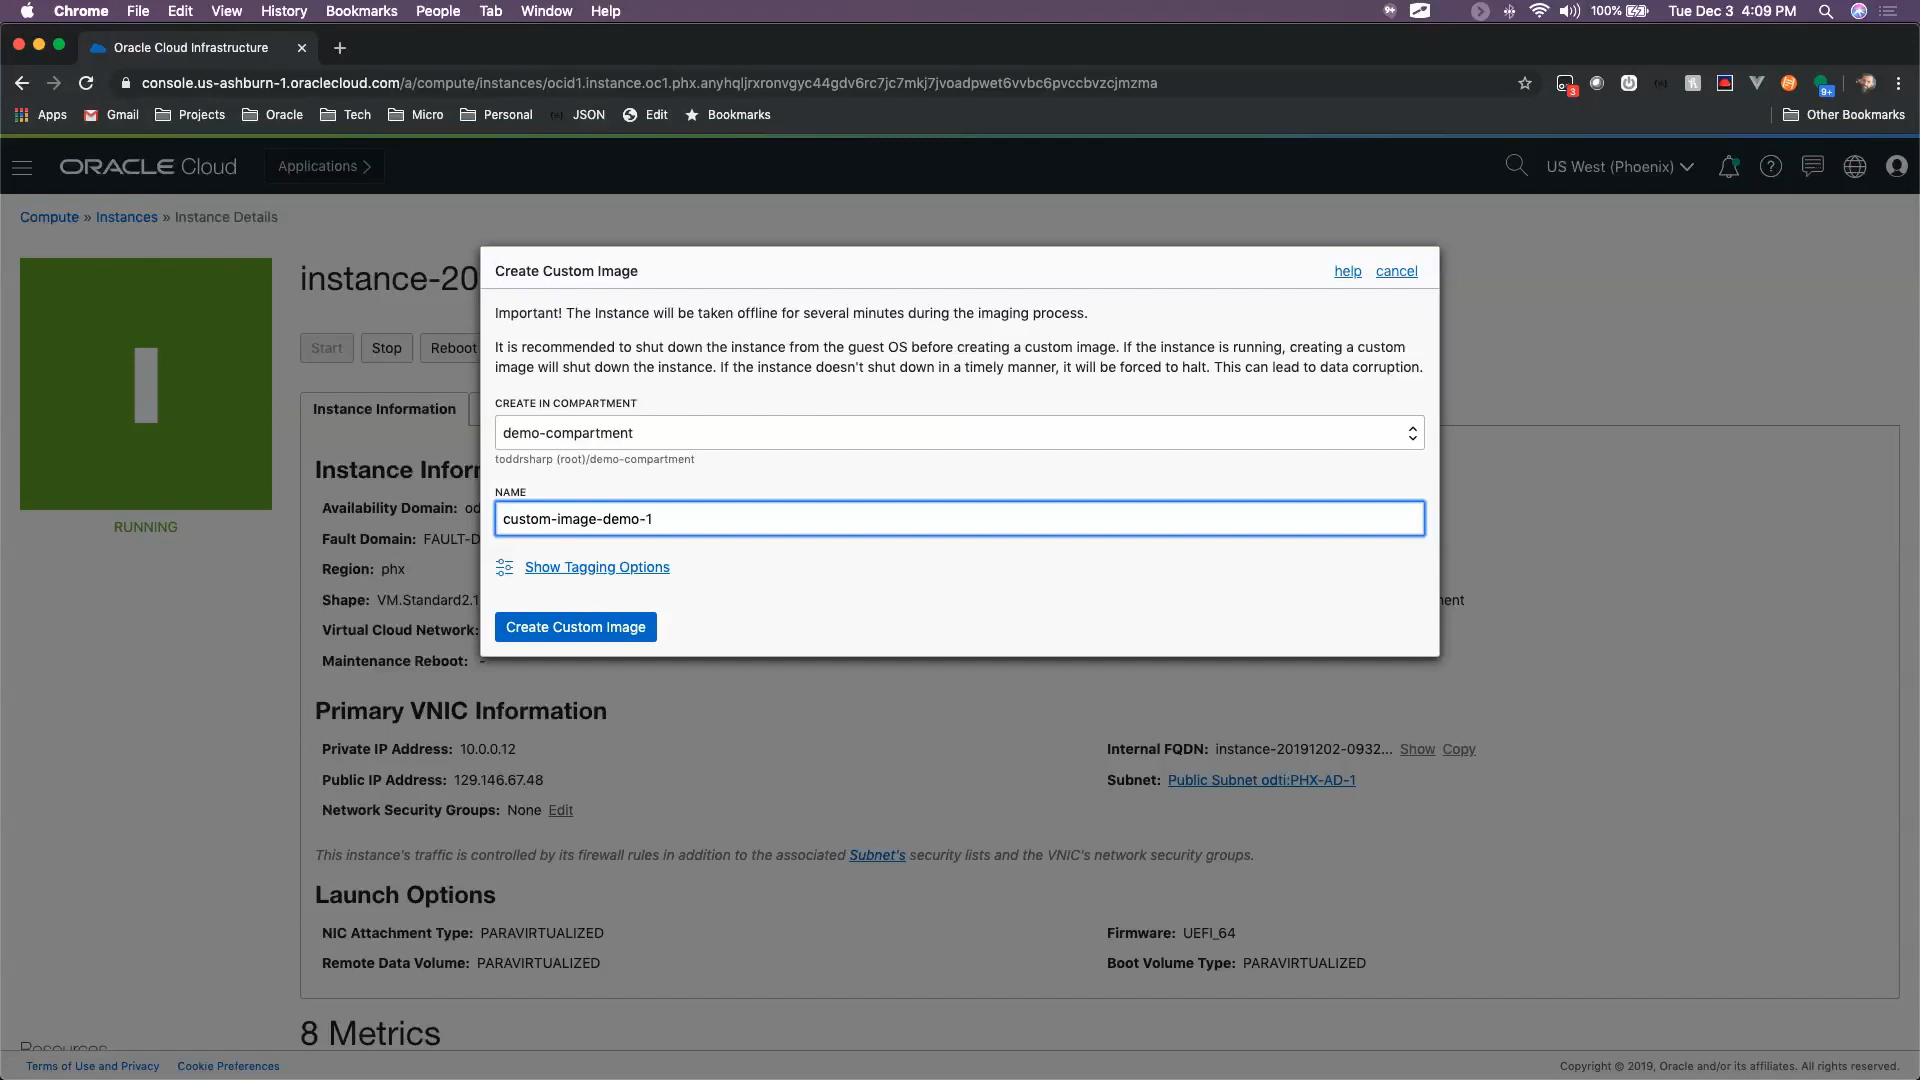 Chrome File Edit View History Bookmarks People Tab Window Help 9+ 100% Tue Dec 3 4:09 PM
Oracle Cloud Infrastructure
console.us-ashburn-1.oraclecloud.com/a/compute/instances/ocid1.instance.oc1.phx.anyhqljrxronvgyc44gdv6rc7jc7mkj7jvoadpwet6vvbc6pvccbvzcjmzma 3 9+
Apps Gmail Projects Oracle Tech Micro Personal JSON Edit Bookmarks Other Bookmarks
ORACLE Cloud Applications US West (Phoenix)
Compute » Instances » Instance Details
instance-20
Create Custom Image help cancel
Important! The Instance will be taken offline for several minutes during the imaging process.
Start Stop Reboot
It is recommended to shut down the instance from the guest OS before creating a custom image. If the instance is running, creating a custom
image will shut down the instance. If the instance doesn't shut down in a timely manner, it will be forced to halt. This can lead to data corruption.
CREATE IN COMPARTMENT
demo-compartment
toddrsharp (root)/demo-compartment
NAME
custom-image-demo-1
Show Tagging Options
Create Custom Image
I
RUNNING
Instance Information
Instance Infor
Availability Domain: od
Fault Domain: FAULT-D
Region: phx
Shape: VM.Standard2.1
Virtual Cloud Network:
Maintenance Reboot: -
Primary VNIC Information
Private IP Address: 10.0.0.12
Internal FQDN: instance-20191202-0932... Show Copy
Public IP Address: 129.146.67.48
Subnet: Public Subnet odti:PHX-AD-1
Network Security Groups: None Edit
This instance's traffic is controlled by its firewall rules in addition to the associated Subnet's security lists and the VNIC's network security groups.
Launch Options
NIC Attachment Type: PARAVIRTUALIZED
Firmware: UEFI_64
Remote Data Volume: PARAVIRTUALIZED
Boot Volume Type: PARAVIRTUALIZED
8 Metrics
Resources
Terms of Use and Privacy Cookie Preferences
Copyright © 2019, Oracle and/or its affiliates. All rights reserved.